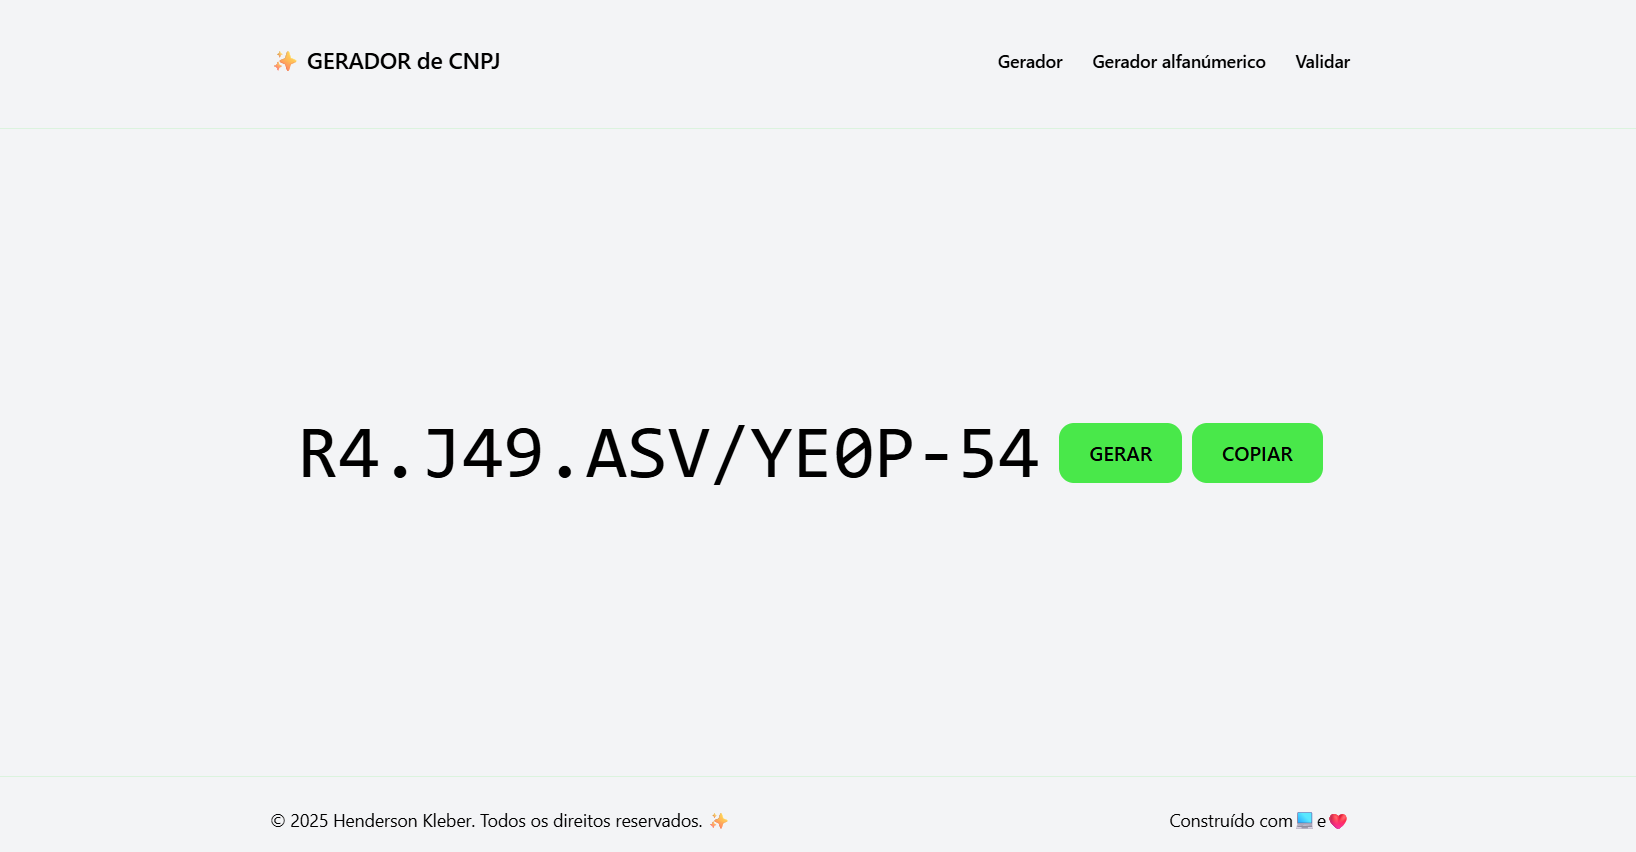 ✨ GERADOR de CNPJ
Gerador Gerador alfanúmerico Validar
R4.J49.ASV/YE0P-54 GERAR COPIAR
© 2025 Henderson Kleber. Todos os direitos reservados. ✨
Construído com 💻 e ❤️